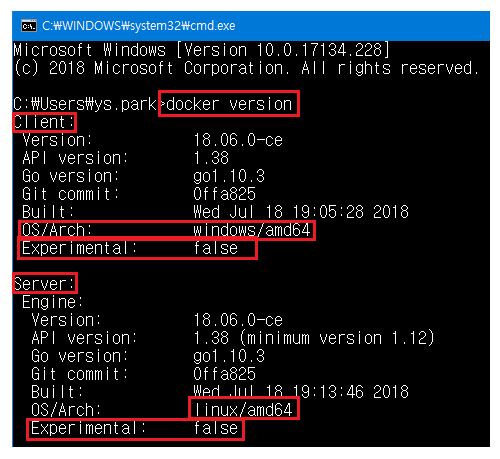 C:₩WINDOWS₩system32₩cmd.exe
Microsoft Windows [Version 10.0.17134.228]
(c) 2018 Microsoft Corporation. All rights reserved.
C:₩Users₩ys.park>docker version
Client:
Version: 18.06.0-ce
API version: 1.38
Go version: go1.10.3
Git commit: 0ffa825
Built: Wed Jul 18 19:05:28 2018
OS/Arch: windows/amd64
Experimental: false
Server:
Engine:
Version: 18.06.0-ce
API version: 1.38 (minimum version 1.12)
Go version: go1.10.3
Git commit: 0ffa825
Built: Wed Jul 18 19:13:46 2018
OS/Arch: linux/amd64
Experimental: false